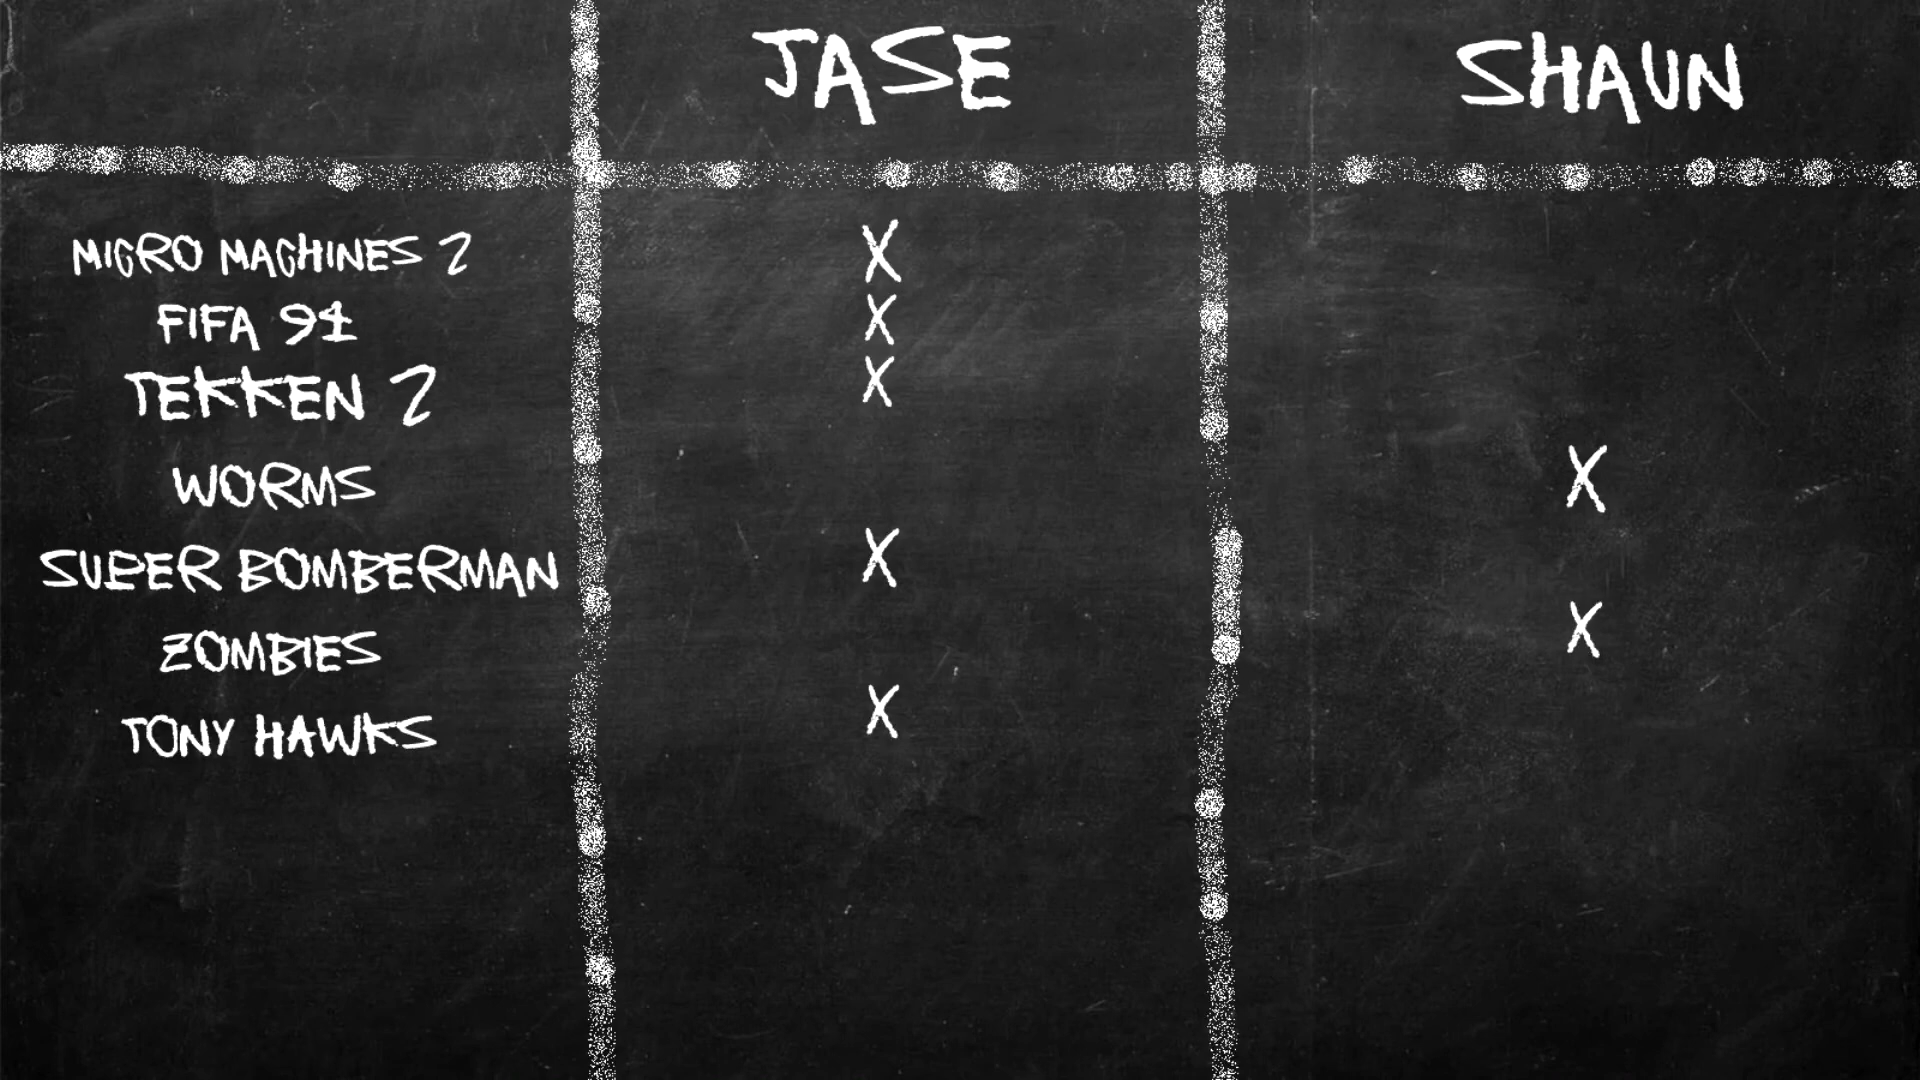 JASE SHAUN
MICRO MACHINES 2 X
FIFA 94 X
TEKKEN 2 X
WORMS X
SUPER BOMBERMAN X
ZOMBIES X
TONY HAWKS X